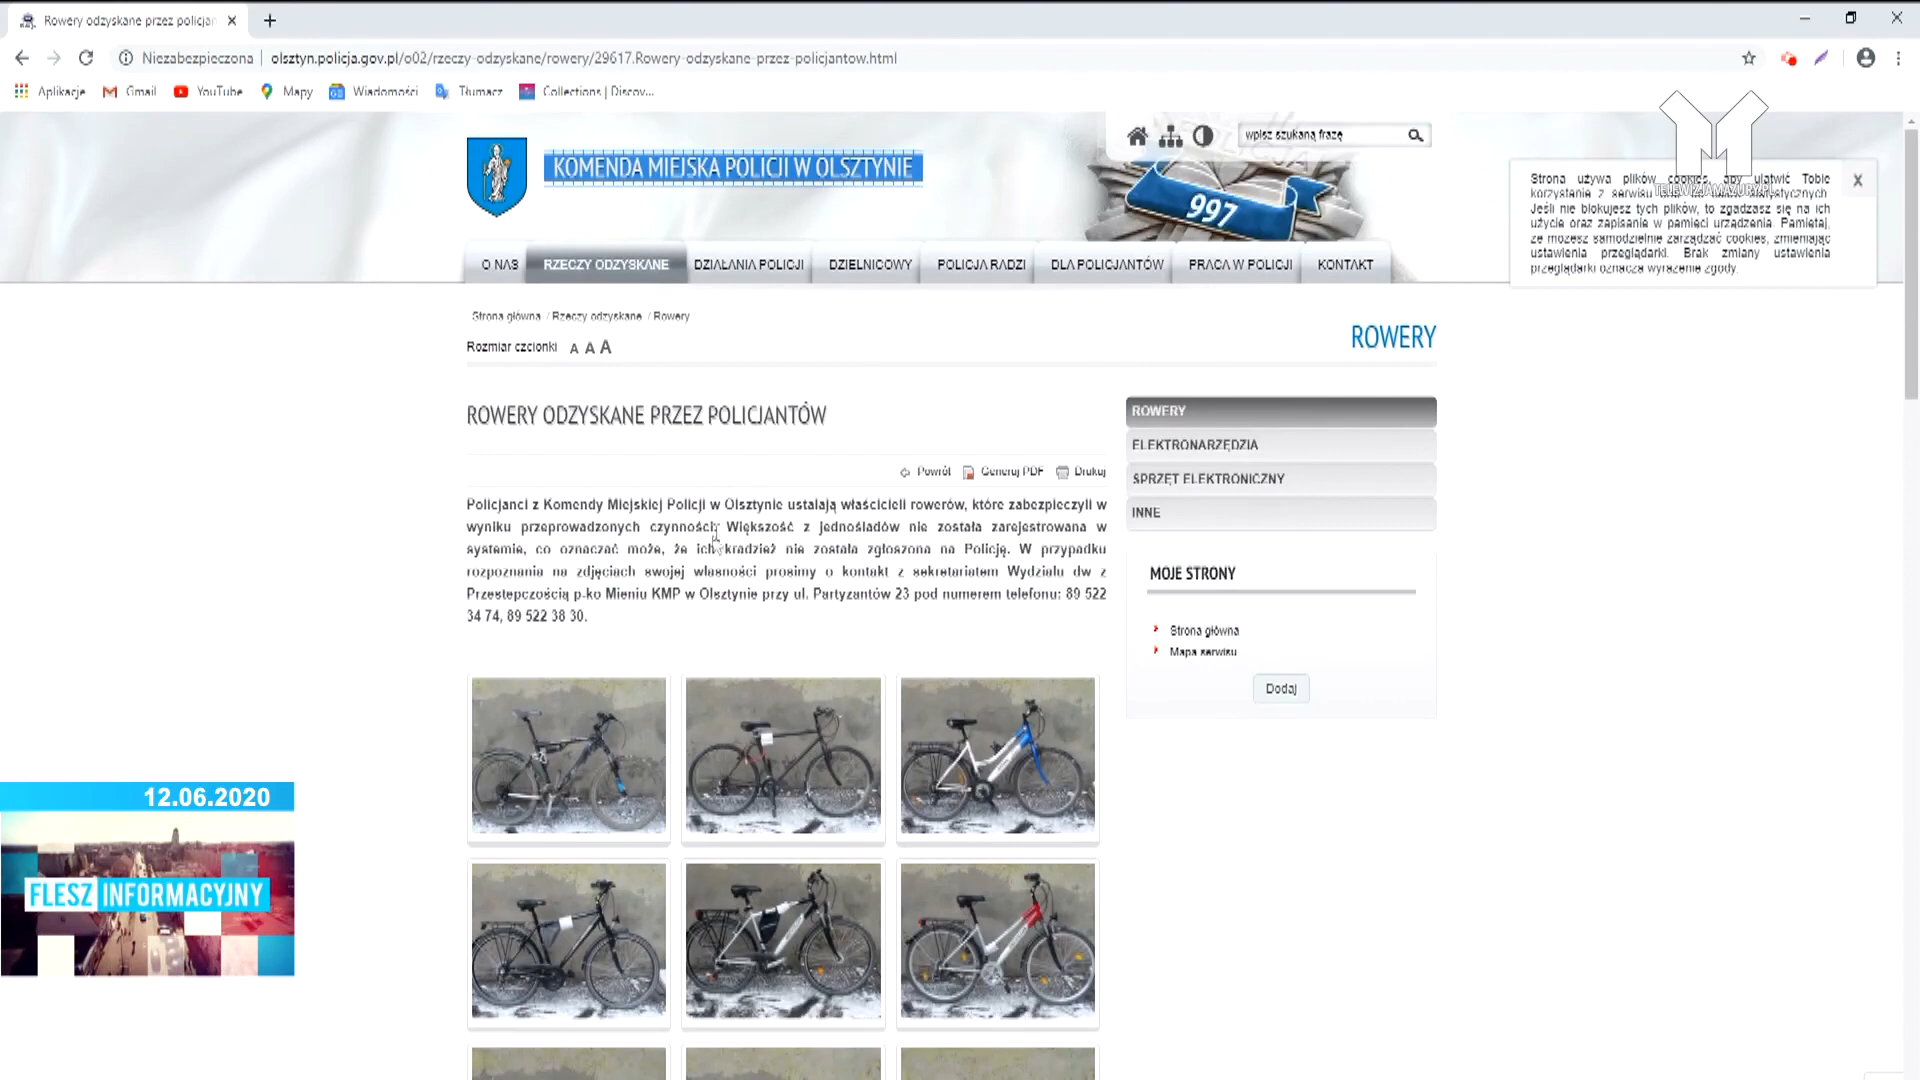 Rowery odzyskane przez policjan
Niezabezpieczona
olsztyn.policja.gov.pl/o02/rzeczy-odzyskane/rowery/29617.Rowery-odzyskane-przez-policjantow.html
Aplikacje Gmail YouTube Mapy Wiadomości Tłumacz Collections | Discov...
KOMENDA MIEJSKA POLICJI W OLSZTYNIE
wpisz szukaną frazę
997
TELEWIZJAMAZURY.PL
Strona używa plików cookies, aby ułatwić Tobie
korzystanie z serwisu
Jeśli nie blokujesz tych plików, to zgadzasz się na ich
użycie oraz zapisanie w pamięci urządzenia. Pamiętaj,
że możesz samodzielnie zarządzać cookies, zmieniając
ustawienia przeglądarki. Brak zmiany ustawienia
przeglądarki oznacza wyrażenie zgody.
X
O NAS RZECZY ODZYSKANE DZIAŁANIA POLICJI DZIELNICOWY POLICJA RADZI DLA POLICJANTÓW PRACA W POLICJI KONTAKT
Strona główna / Rzeczy odzyskane / Rowery
ROWERY
Rozmiar czcionki A A A
ROWERY ODZYSKANE PRZEZ POLICJANTÓW
Powrót Generuj PDF Drukuj
Policjanci z Komendy Miejskiej Policji w Olsztynie ustalają właścicieli rowerów, które zabezpieczyli w
wyniku przeprowadzonych czynności. Większość z jednośladów nie została zarejestrowana w
systemie, co oznaczać może, że ich kradzież nie została zgłoszona na Policję. W przypadku
rozpoznania na zdjęciach swojej własności prosimy o kontakt z sekretariatem Wydziału dw z
Przestępczością p-ko Mieniu KMP w Olsztynie przy ul. Partyzantów 23 pod numerem telefonu: 89 522
34 74, 89 522 38 30.
ROWERY
ELEKTRONARZĘDZIA
SPRZĘT ELEKTRONICZNY
INNE
MOJE STRONY
Strona główna
Mapa serwisu
Dodaj
12.06.2020
FLESZ INFORMACYJNY